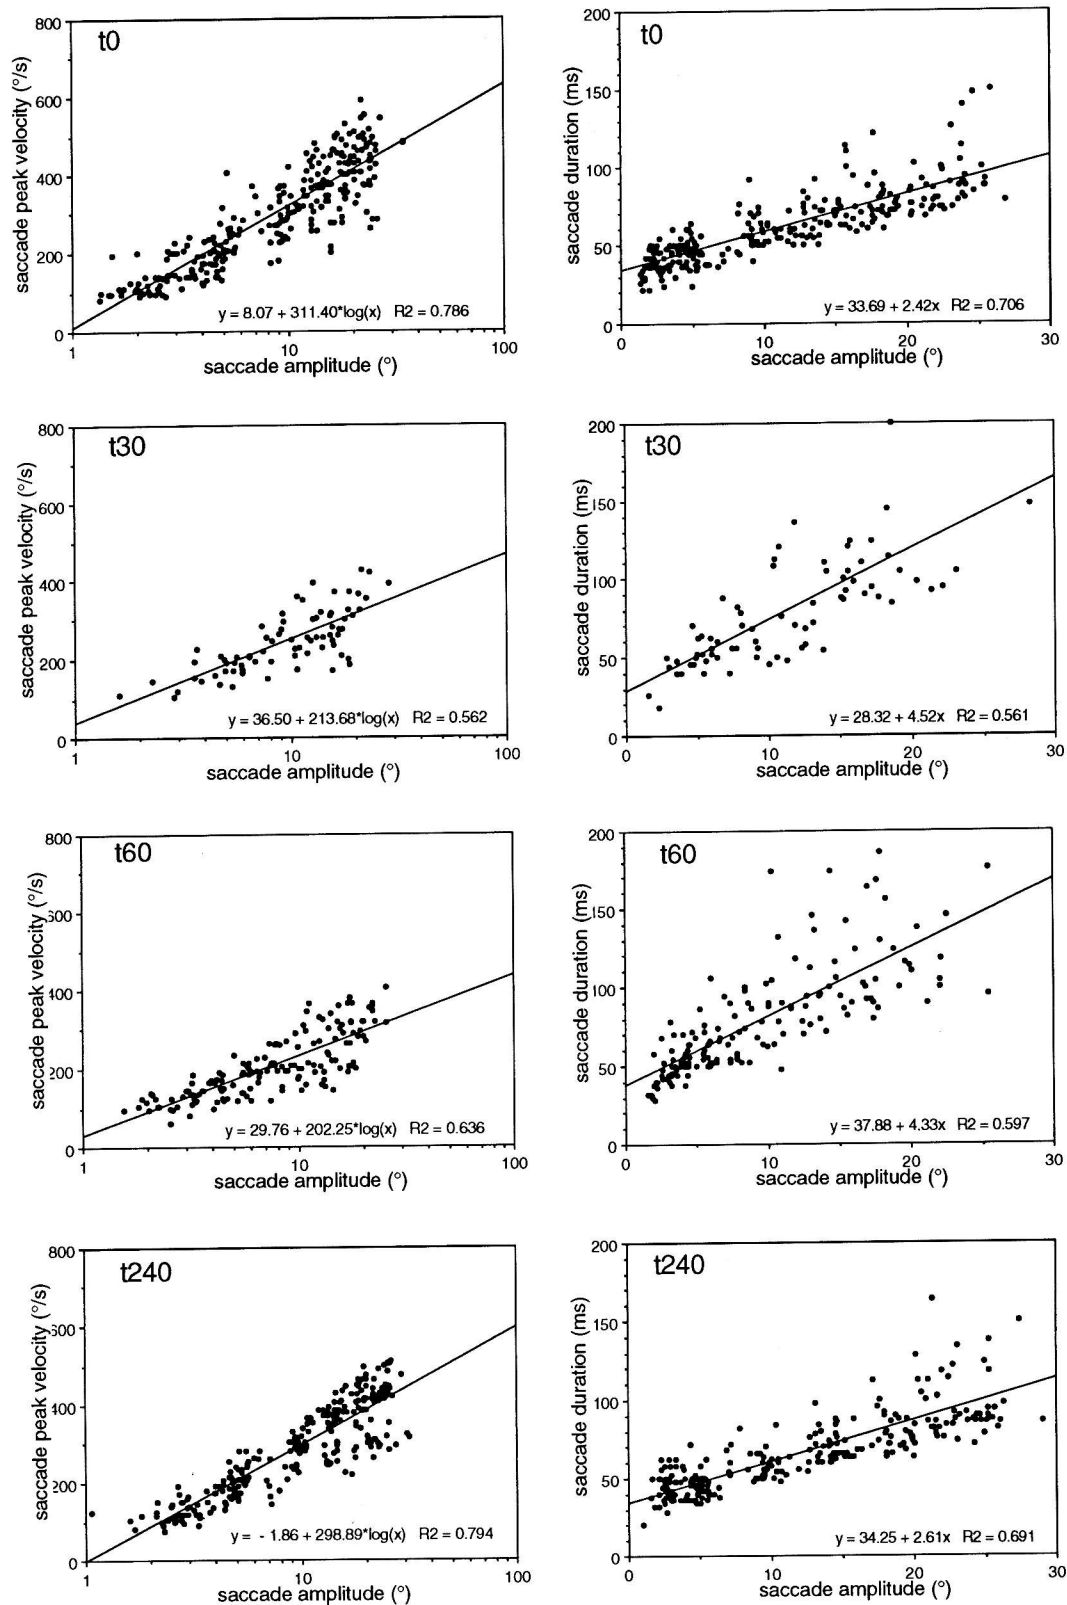 t0
saccade peak velocity (°/s)
800
600
400
200
0
y = 8.07 + 311.40*log(x) R2 = 0.786
1 10 100
saccade amplitude (°)
t0
saccade duration (ms)
200
150
100
50
0
y = 33.69 + 2.42x R2 = 0.706
0 10 20 30
saccade amplitude (°)
t30
saccade peak velocity (°/s)
800
600
400
200
0
y = 36.50 + 213.68*log(x) R2 = 0.562
1 10 100
saccade amplitude (°)
t30
saccade duration (ms)
200
150
100
50
0
y = 28.32 + 4.52x R2 = 0.561
0 10 20 30
saccade amplitude (°)
t60
saccade peak velocity (°/s)
800
600
400
200
0
y = 29.76 + 202.25*log(x) R2 = 0.636
1 10 100
saccade amplitude (°)
t60
saccade duration (ms)
200
150
100
50
0
y = 37.88 + 4.33x R2 = 0.597
0 10 20 30
saccade amplitude (°)
t240
saccade peak velocity (°/s)
800
600
400
200
0
y = - 1.86 + 298.89*log(x) R2 = 0.794
1 10 100
saccade amplitude (°)
t240
saccade duration (ms)
200
150
100
50
0
y = 34.25 + 2.61x R2 = 0.691
0 10 20 30
saccade amplitude (°)